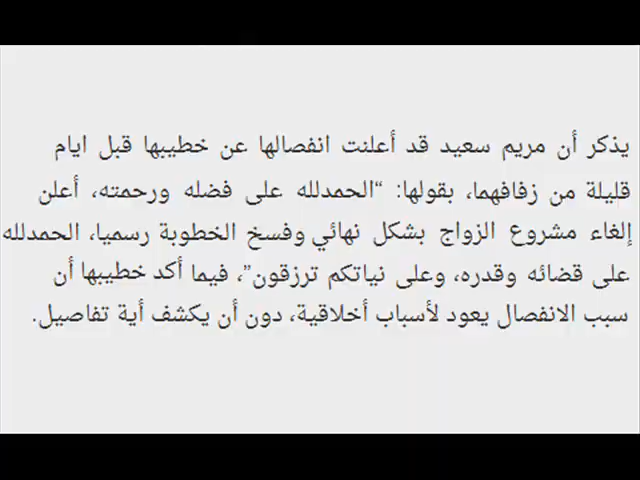 يذكر أن مريم سعيد قد أعلنت انفصالها عن خطيبها قبل ايام
قليلة من زفافهما، بقولها: “الحمدلله على فضله ورحمته، أعلن
إلغاء مشروع الزواج بشكل نهائي وفسخ الخطوبة رسميا، الحمدلله
على قضائه وقدره، وعلى نياتكم ترزقون”، فيما أكد خطيبها أن
سبب الانفصال يعود لأسباب أخلاقية، دون أن يكشف أية تفاصيل.